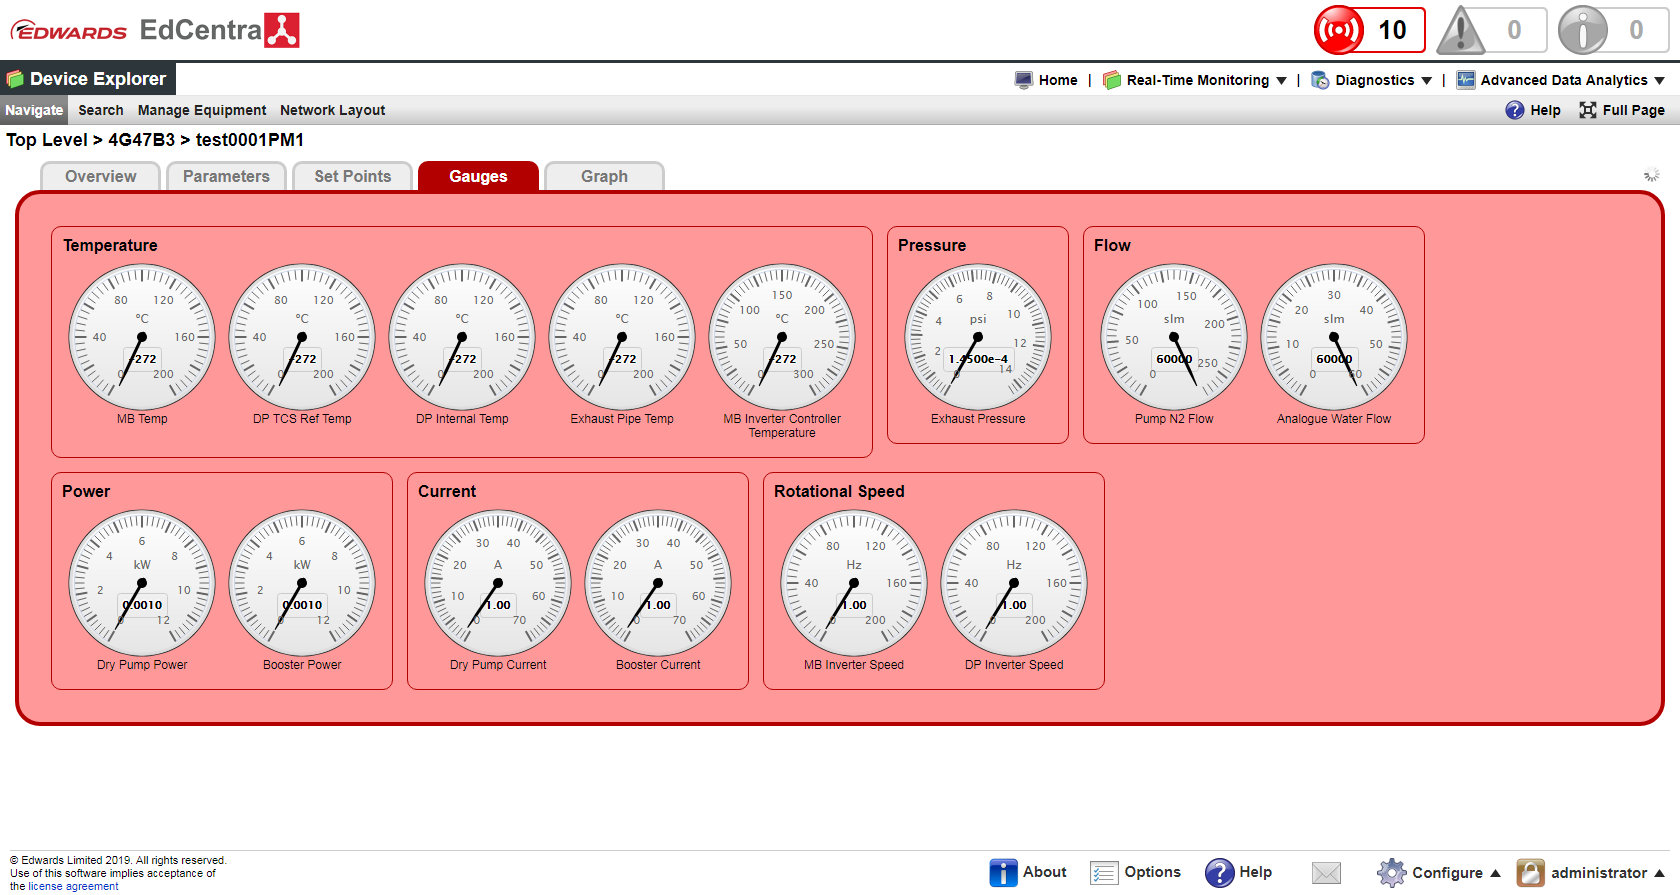 EDWARDS EdCentra
10 0 0
Device Explorer
Home | Real-Time Monitoring ▼ | Diagnostics ▼ | Advanced Data Analytics ▼
Navigate Search Manage Equipment Network Layout
Help Full Page
Top Level > 4G47B3 > test0001PM1
Overview Parameters Set Points Gauges Graph
Temperature
0 40 80 120 160 200 °C -272
MB Temp
0 40 80 120 160 200 °C -272
DP TCS Ref Temp
0 40 80 120 160 200 °C -272
DP Internal Temp
0 40 80 120 160 200 °C -272
Exhaust Pipe Temp
0 50 100 150 200 250 300 °C -272
MB Inverter Controller
Temperature
Pressure
0 2 4 6 8 10 12 14 psi 1.4500e-4
Exhaust Pressure
Flow
0 50 100 150 200 250 slm 60000
Pump N2 Flow
0 10 20 30 40 50 60 slm 60000
Analogue Water Flow
Power
0 2 4 6 8 10 12 kW 0.0010
Dry Pump Power
0 2 4 6 8 10 12 kW 0.0010
Booster Power
Current
0 10 20 30 40 50 60 70 A 1.00
Dry Pump Current
0 10 20 30 40 50 60 70 A 1.00
Booster Current
Rotational Speed
0 40 80 120 160 200 Hz 1.00
MB Inverter Speed
0 40 80 120 160 200 Hz 1.00
DP Inverter Speed
© Edwards Limited 2019. All rights reserved.
Use of this software implies acceptance of
the license agreement
About Options Help Configure ▲ administrator ▲